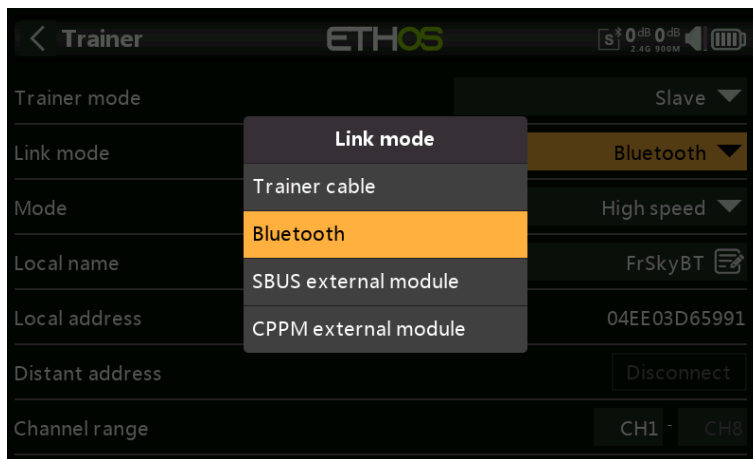 Trainer
ETHOS
S 0dB 0dB
2.4G 900M
Trainer mode
Slave
Link mode
Link mode
Bluetooth
Trainer cable
Mode
High speed
Bluetooth
Local name
FrSkyBT
SBUS external module
Local address
04EE03D65991
CPPM external module
Distant address
Disconnect
Channel range
CH1 - CH8